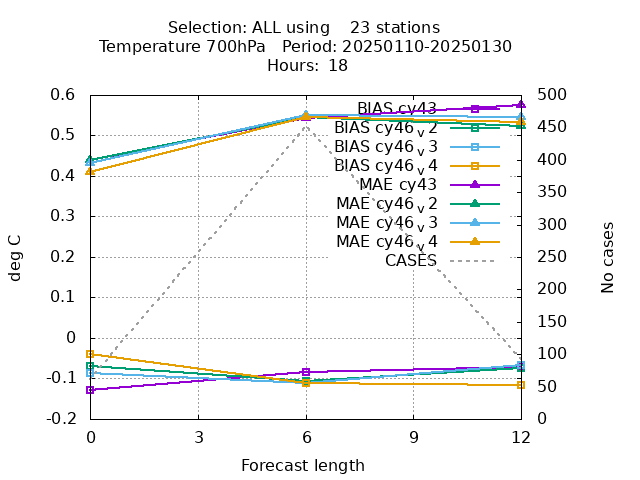 Selection: ALL using    23 stations
Temperature 700hPa   Period: 20250110-20250130
Hours: 18
0.6
0.5
0.4
0.3
0.2
0.1
0
-0.1
-0.2
deg C
500
450
400
350
300
250
200
150
100
50
0
No cases
BIAS cy43
BIAS cy46_v2
BIAS cy46_v3
BIAS cy46_v4
MAE cy43
MAE cy46_v2
MAE cy46_v3
MAE cy46_v4
CASES
0 3 6 9 12
Forecast length